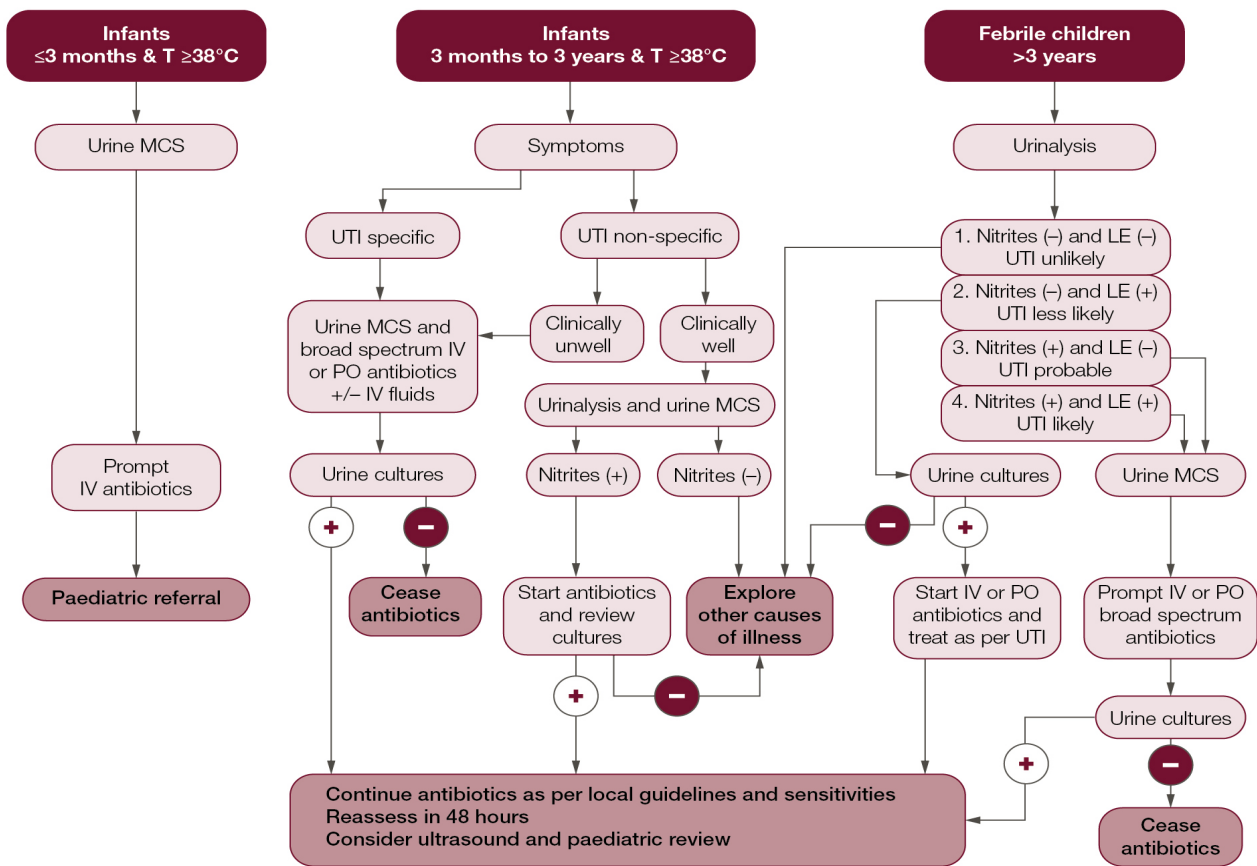 Infants
≤3 months & T ≥38°C
Urine MCS
Prompt
IV antibiotics
Paediatric referral
Infants
3 months to 3 years & T ≥38°C
Symptoms
UTI specific
UTI non-specific
Urine MCS and
broad spectrum IV
or PO antibiotics
+/– IV fluids
Clinically
unwell
Clinically
well
Urinalysis and urine MCS
Urine cultures
Nitrites (+)
Nitrites (–)
+
–
Cease
antibiotics
Start antibiotics
and review
cultures
Explore
other causes
of illness
+
–
Febrile children
>3 years
Urinalysis
1. Nitrites (–) and LE (–)
UTI unlikely
2. Nitrites (–) and LE (+)
UTI less likely
3. Nitrites (+) and LE (–)
UTI probable
4. Nitrites (+) and LE (+)
UTI likely
Urine cultures
Urine MCS
–
+
Start IV or PO
antibiotics and
treat as per UTI
Prompt IV or PO
broad spectrum
antibiotics
Urine cultures
+
–
Cease
antibiotics
Continue antibiotics as per local guidelines and sensitivities
Reassess in 48 hours
Consider ultrasound and paediatric review